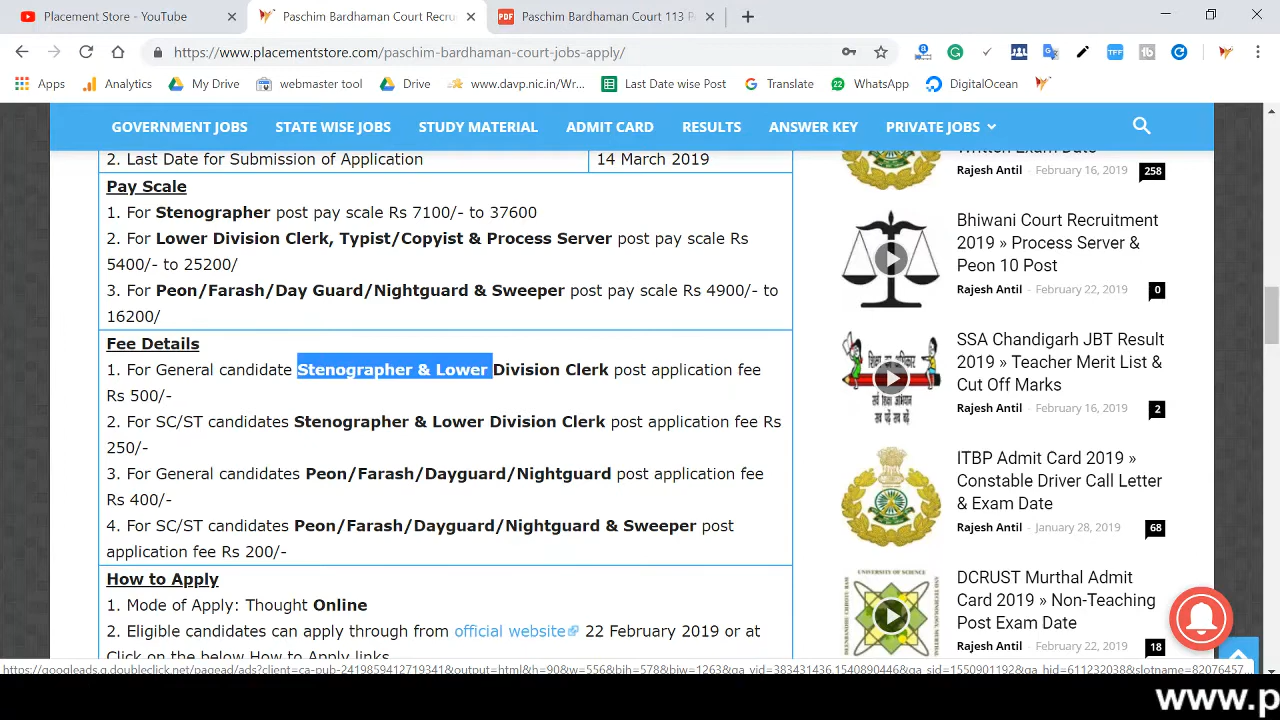 Placement Store - YouTube
Paschim Bardhaman Court Recru
Paschim Bardhaman Court 113 P
https://www.placementstore.com/paschim-bardhaman-court-jobs-apply/
Apps
Analytics
My Drive
webmaster tool
Drive
www.davp.nic.in/Wr...
Last Date wise Post
Translate
22
WhatsApp
DigitalOcean
GOVERNMENT JOBS
STATE WISE JOBS
STUDY MATERIAL
ADMIT CARD
RESULTS
ANSWER KEY
PRIVATE JOBS
2. Last Date for Submission of Application
14 March 2019
Pay Scale
1. For Stenographer post pay scale Rs 7100/- to 37600
2. For Lower Division Clerk, Typist/Copyist & Process Server post pay scale Rs
5400/- to 25200/
3. For Peon/Farash/Day Guard/Nightguard & Sweeper post pay scale Rs 4900/- to
16200/
Fee Details
1. For General candidate Stenographer & Lower Division Clerk post application fee
Rs 500/-
2. For SC/ST candidates Stenographer & Lower Division Clerk post application fee Rs
250/-
3. For General candidates Peon/Farash/Dayguard/Nightguard post application fee
Rs 400/-
4. For SC/ST candidates Peon/Farash/Dayguard/Nightguard & Sweeper post
application fee Rs 200/-
How to Apply
1. Mode of Apply: Thought Online
2. Eligible candidates can apply through from official website 22 February 2019 or at
Click on the below How to Apply links
Written Exam Date
Rajesh Antil - February 16, 2019
258
Bhiwani Court Recruitment
2019 » Process Server &
Peon 10 Post
Rajesh Antil - February 22, 2019
0
SSA Chandigarh JBT Result
2019 » Teacher Merit List &
Cut Off Marks
Rajesh Antil - February 16, 2019
2
ITBP Admit Card 2019 »
Constable Driver Call Letter
& Exam Date
Rajesh Antil - January 28, 2019
68
DCRUST Murthal Admit
Card 2019 » Non-Teaching
Post Exam Date
Rajesh Antil - February 22, 2019
18
www.p